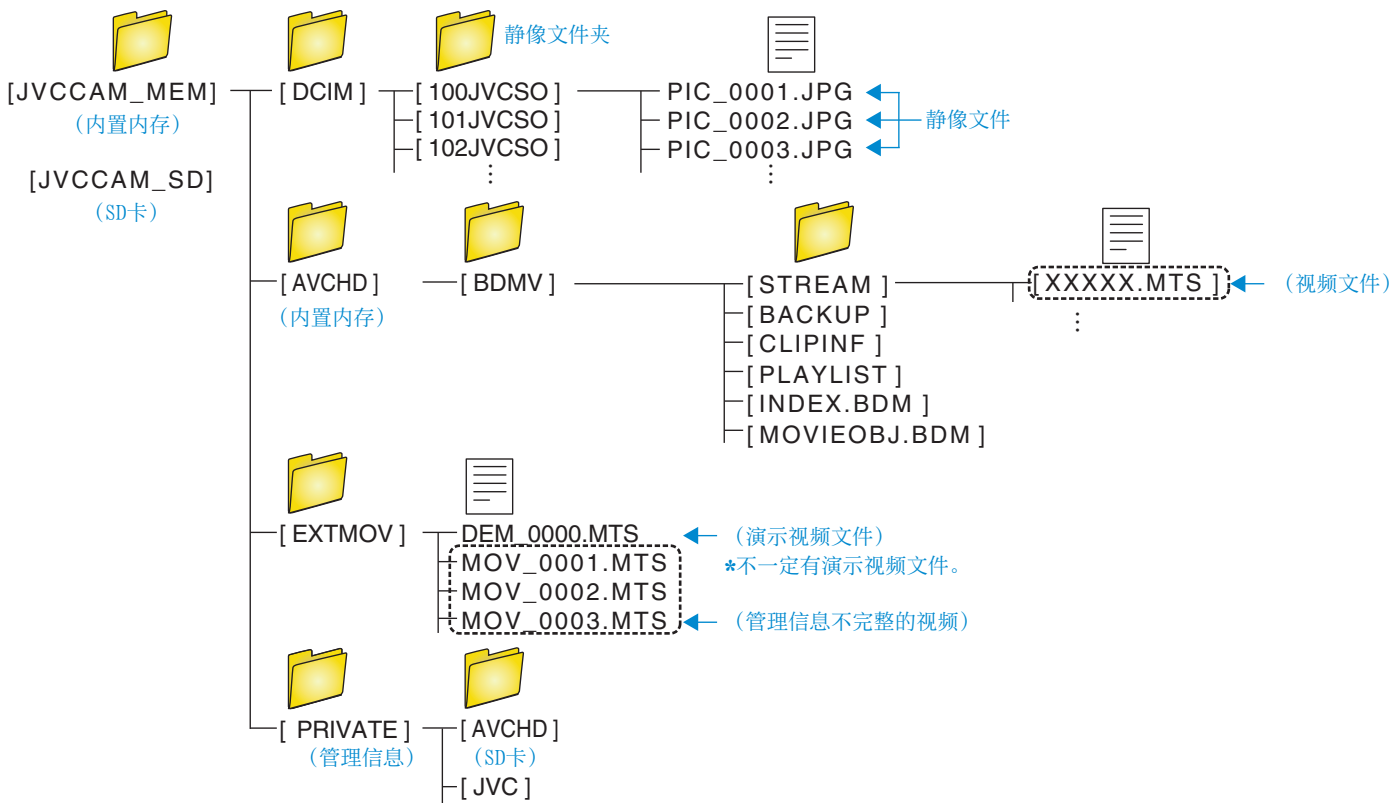 静像文件夹
[JVCCAM_MEM]
[ DCIM ]
[ 100JVCSO ]
PIC_0001.JPG
(内置内存)
[ 101JVCSO ]
PIC_0002.JPG
静像文件
[ 102JVCSO ]
PIC_0003.JPG
[JVCCAM_SD]
(SD卡)
[ AVCHD ]
[ BDMV ]
[ STREAM ]
[ XXXXX.MTS ]
(视频文件)
(内置内存)
[ BACKUP ]
[ CLIPINF ]
[ PLAYLIST ]
[ INDEX.BDM ]
[ MOVIEOBJ.BDM ]
[ EXTMOV ]
DEM_0000.MTS
(演示视频文件)
MOV_0001.MTS
*不一定有演示视频文件。
MOV_0002.MTS
MOV_0003.MTS
(管理信息不完整的视频)
[ PRIVATE ]
[ AVCHD ]
(管理信息)
(SD卡)
[ JVC ]